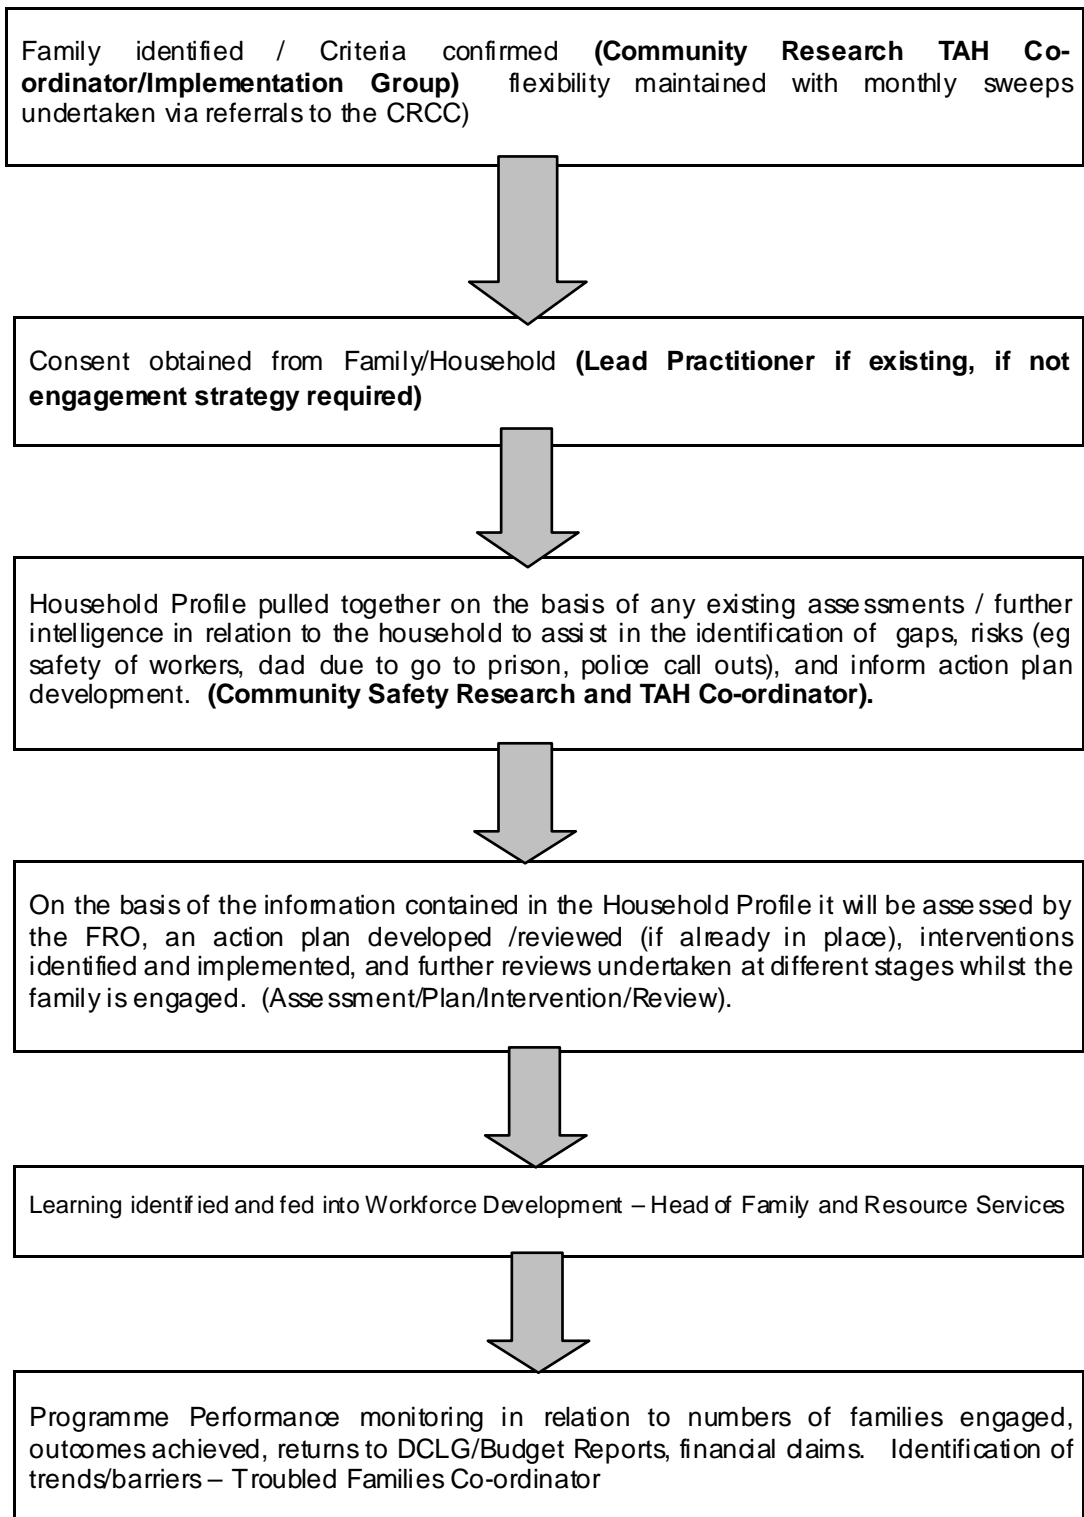 Family identified / Criteria confirmed (Community Research TAH Co-
ordinator/Implementation Group) flexibility maintained with monthly sweeps
undertaken via referrals to the CRCC)
Consent obtained from Family/Household (Lead Practitioner if existing, if not
engagement strategy required)
Household Profile pulled together on the basis of any existing assessments / further
intelligence in relation to the household to assist in the identification of gaps, risks (eg
safety of workers, dad due to go to prison, police call outs), and inform action plan
development. (Community Safety Research and TAH Co-ordinator).
On the basis of the information contained in the Household Profile it will be assessed by
the FRO, an action plan developed /reviewed (if already in place), interventions
identified and implemented, and further reviews undertaken at different stages whilst the
family is engaged. (Assessment/Plan/Intervention/Review).
Learning identified and fed into Workforce Development – Head of Family and Resource Services
Programme Performance monitoring in relation to numbers of families engaged,
outcomes achieved, returns to DCLG/Budget Reports, financial claims. Identification of
trends/barriers – Troubled Families Co-ordinator